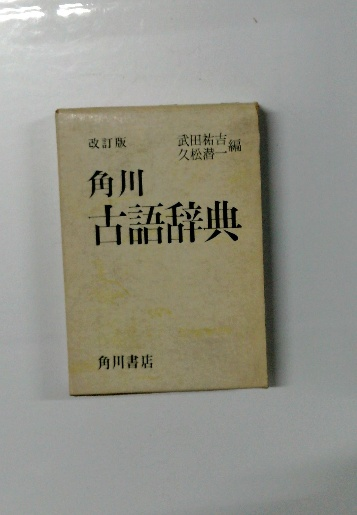 改訂版
武田祐吉
久松潜一
編
角川
古語辞典
角川書店